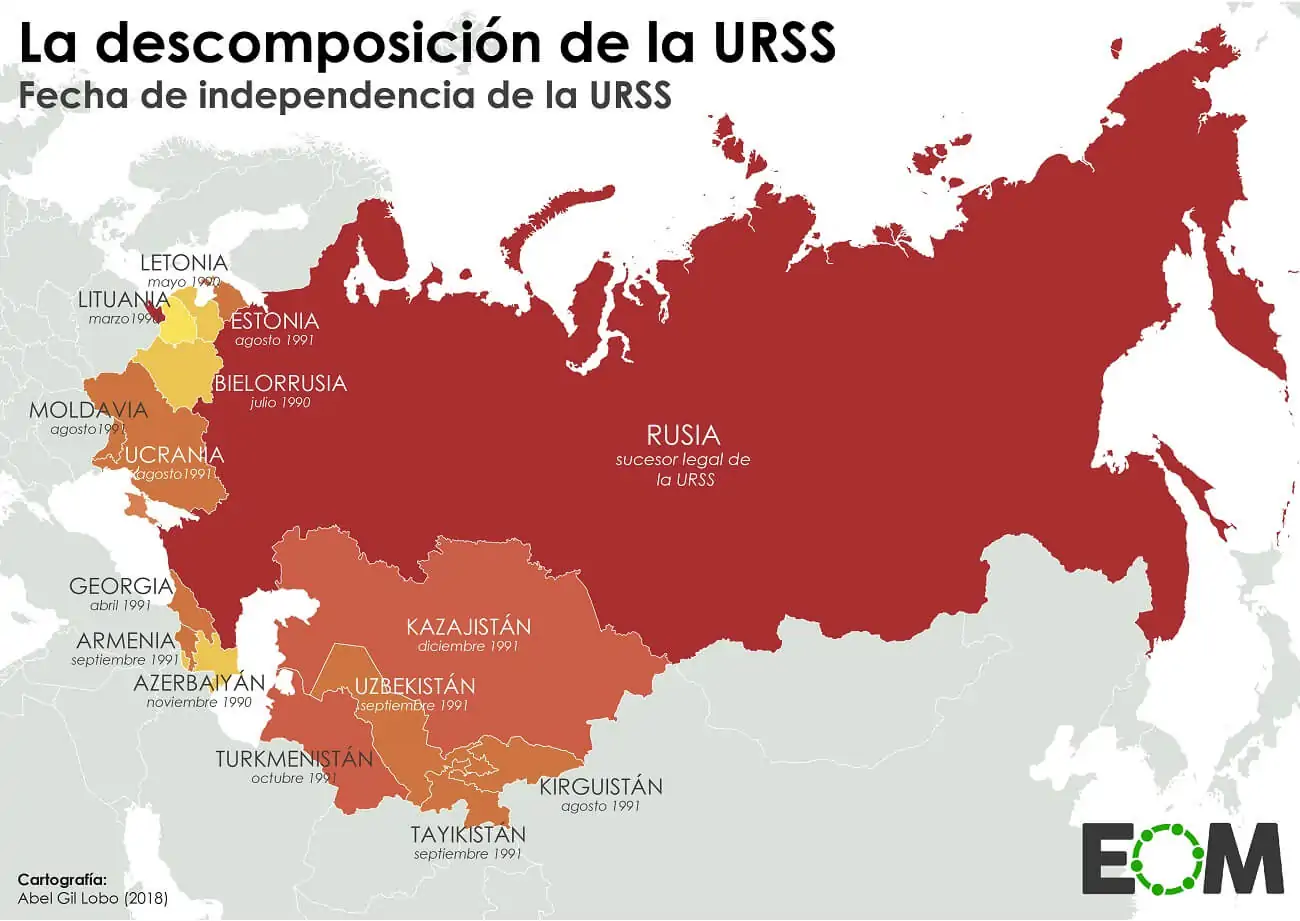 La descomposición de la URSS
Fecha de independencia de la URSS
LETONIA
mayo 1990
LITUANIA
marzo 1990
ESTONIA
agosto 1991
BIELORRUSIA
julio 1990
MOLDAVIA
agosto1991
UCRANIA
agosto1991
RUSIA
sucesor legal de
la URSS
GEORGIA
abril 1991
ARMENIA
septiembre 1991
AZERBAIYÁN
noviembre 1990
KAZAJISTÁN
diciembre 1991
UZBEKISTÁN
septiembre 1991
TURKMENISTÁN
octubre 1991
KIRGUISTÁN
agosto 1991
TAYIKISTÁN
septiembre 1991
Cartografía:
Abel Gil Lobo (2018)
EOM